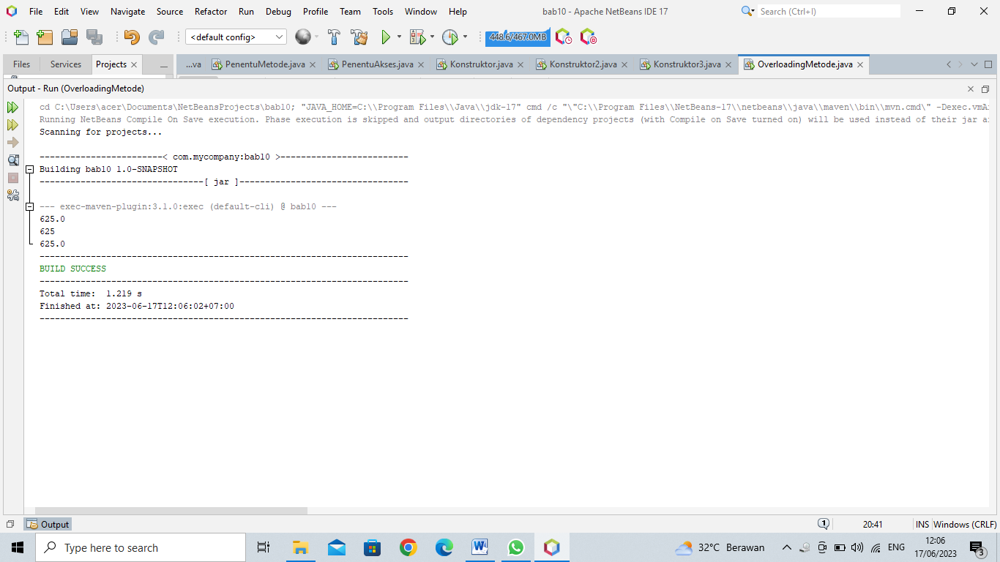 File Edit View Navigate Source Refactor Run Debug Profile Team Tools Window Help
bab10 - Apache NetBeans IDE 17
Search (Ctrl+I)
<default config>
448.6/467.0MB
Files Services Projects
...va PenentuMetode.java PenentuAkses.java Konstruktor.java Konstruktor2.java Konstruktor3.java OverloadingMetode.java
Output - Run (OverloadingMetode)
cd C:\Users\acer\Documents\NetBeansProjects\bab10; "JAVA_HOME=C:\\Program Files\\Java\\jdk-17" cmd /c "\"C:\\Program Files\\NetBeans-17\\netbeans\\java\\maven\\bin\\mvn.cmd\" -Dexec.vmA
Running NetBeans Compile On Save execution. Phase execution is skipped and output directories of dependency projects (with Compile on Save turned on) will be used instead of their jar a
Scanning for projects...
------------------------< com.mycompany:bab10 >-------------------------
Building bab10 1.0-SNAPSHOT
--------------------------------[ jar ]---------------------------------
--- exec-maven-plugin:3.1.0:exec (default-cli) @ bab10 ---
625.0
625
625.0
------------------------------------------------------------------------
BUILD SUCCESS
------------------------------------------------------------------------
Total time:  1.219 s
Finished at: 2023-06-17T12:06:02+07:00
------------------------------------------------------------------------
Output
1
20:41
INS
Windows (CRLF)
Type here to search
32°C Berawan
ENG
12:06
17/06/2023
3